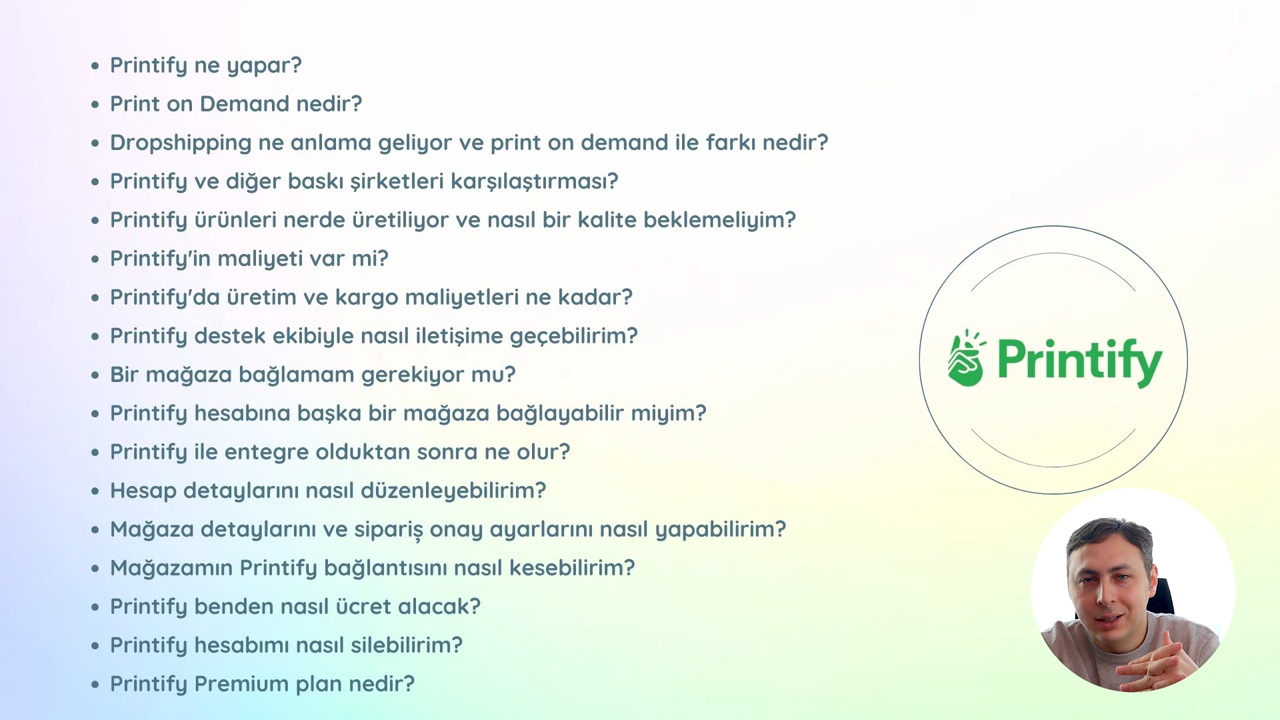 Printify ne yapar?
Print on Demand nedir?
Dropshipping ne anlama geliyor ve print on demand ile farkı nedir?
Printify ve diğer baskı şirketleri karşılaştırması?
Printify ürünleri nerde üretiliyor ve nasıl bir kalite beklemeliyim?
Printify'in maliyeti var mi?
Printify'da üretim ve kargo maliyetleri ne kadar?
Printify destek ekibiyle nasıl iletişime geçebilirim?
Bir mağaza bağlamam gerekiyor mu?
Printify hesabına başka bir mağaza bağlayabilir miyim?
Printify ile entegre olduktan sonra ne olur?
Hesap detaylarını nasıl düzenleyebilirim?
Mağaza detaylarını ve sipariş onay ayarlarını nasıl yapabilirim?
Mağazamın Printify bağlantısını nasıl kesebilirim?
Printify benden nasıl ücret alacak?
Printify hesabımı nasıl silebilirim?
Printify Premium plan nedir?
Printify